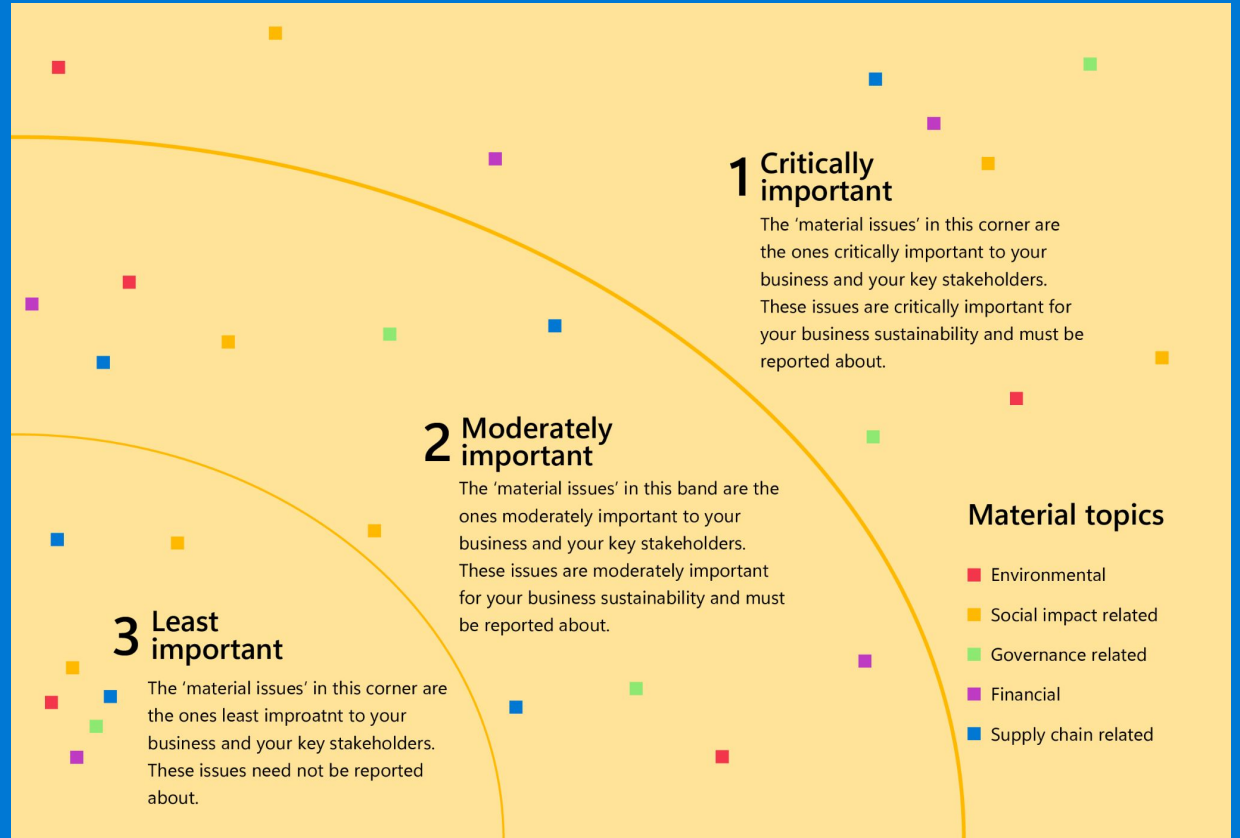 1 Critically
important
The ‘material issues’ in this corner are
the ones critically important to your
business and your key stakeholders.
These issues are critically important for
your business sustainability and must be
reported about.
2 Moderately
important
The ‘material issues’ in this band are the
ones moderately important to your
business and your key stakeholders.
These issues are moderately important
for your business sustainability and must
be reported about.
3 Least
important
The ‘material issues’ in this corner are
the ones least improatnt to your
business and your key stakeholders.
These issues need not be reported
about.
Material topics
Environmental
Social impact related
Governance related
Financial
Supply chain related